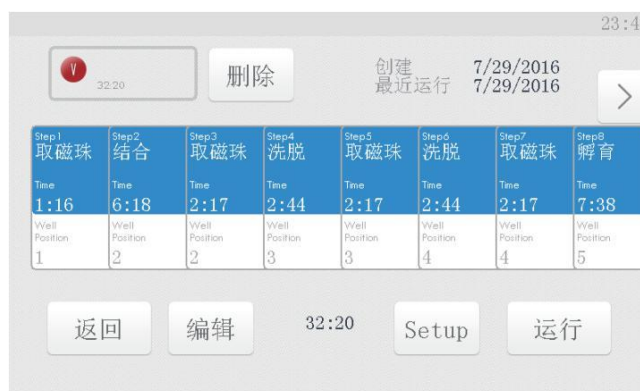 23:4
V
32:20
删除
创建 7/29/2016
最近运行 7/29/2016
>
Step1 Step2 Step3 Step4 Step5 Step6 Step7 Step8
取磁珠 结合 取磁珠 洗脱 取磁珠 洗脱 取磁珠 孵育
Time Time Time Time Time Time Time Time
1:16 6:18 2:17 2:44 2:17 2:44 2:17 7:38
Well Well Well Well Well Well Well Well
Position Position Position Position Position Position Position Position
1 2 2 3 3 4 4 5
返回 编辑 32:20 Setup 运行